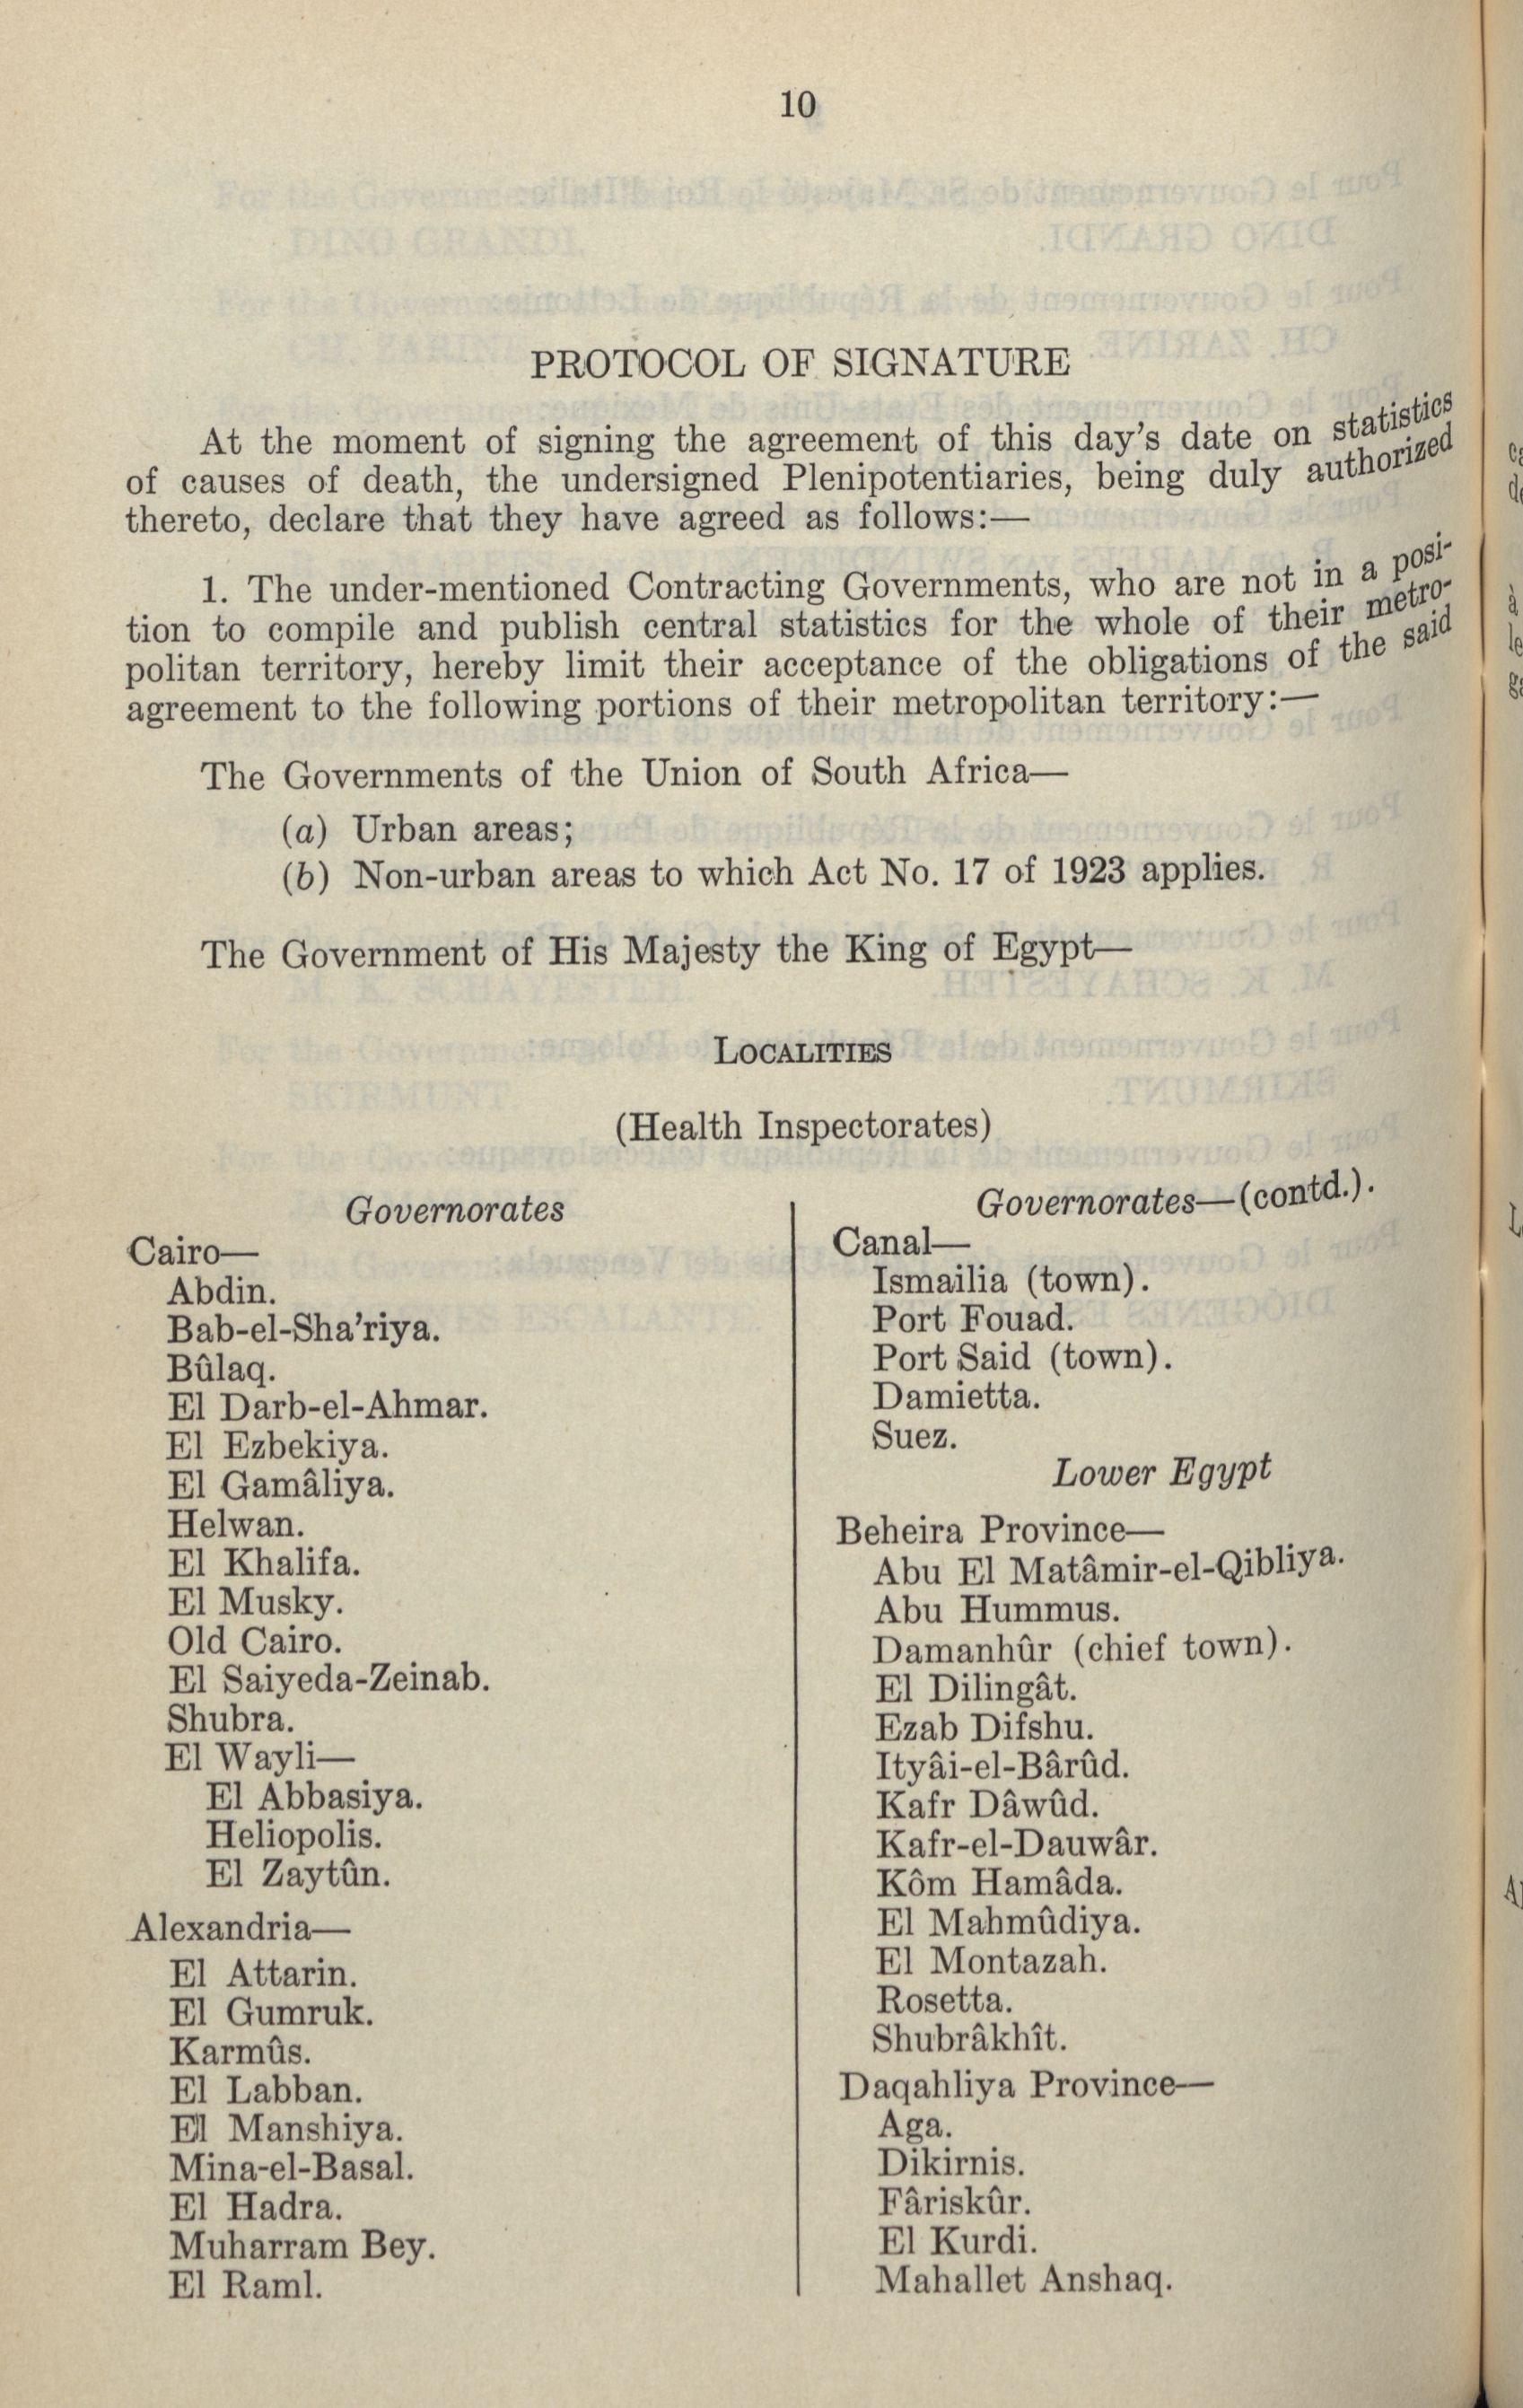 10
PROTOCOL OF SIGNATURE
At the moment of signing the agreement of this day's date on statistics
of causes of death, the undersigned Plenipotentiaries, being duly authorized
thereto, declare that they have agreed as follows:—
1. The under-mentioned Contracting Governments, who are not in a posi-
tion to compile and publish central statistics for the whole of their metro-
politan territory, hereby limit their acceptance of the obligations of the said
agreement to the following portions of their metropolitan territory:—
The Governments of the Union of South Africa—
(a) Urban areas;
(b) Non-urban areas to which Act No. 17 of 1923 applies.
The Government of His Majesty the King of Egypt—
LOCALITIES
(Health Inspectorates)
Governorates
Cairo—
Abdin.
Bab-el-Sha'riya.
Bûlaq.
El Darb-el-Ahmar.
El Ezbekiya.
El Gamâliya.
Helwan.
El Khalifa.
El Musky.
Old Cairo.
El Saiyeda-Zeinab.
Shubra.
El Wayli—
El Abbasiya.
Heliopolis.
El Zaytûn.
Alexandria—
El Attarin.
El Gumruk.
Karmûs.
El Labban.
El Manshiya.
Mina-el-Basal.
El Hadra.
Muharram Bey.
El Raml.
Governorates—(contd.).
Canal—
Ismailia (town).
Port Fouad.
Port Said (town).
Damietta.
Suez.
Lower Egypt
Beheira Province—
Abu El Matâmir-el-Qibliya.
Abu Hummus.
Damanhûr (chief town).
El Dilingât.
Ezab Difshu.
Ityâi-el-Bârûd.
Kafr Dâwûd.
Kafr-el-Dauwâr.
Kôm Hamâda.
El Mahmûdiya.
El Montazah.
Rosetta.
Shubrâkhît.
Daqahliya Province—
Aga.
Dikirnis.
Fâriskûr.
El Kurdi.
Mahallet Anshaq.